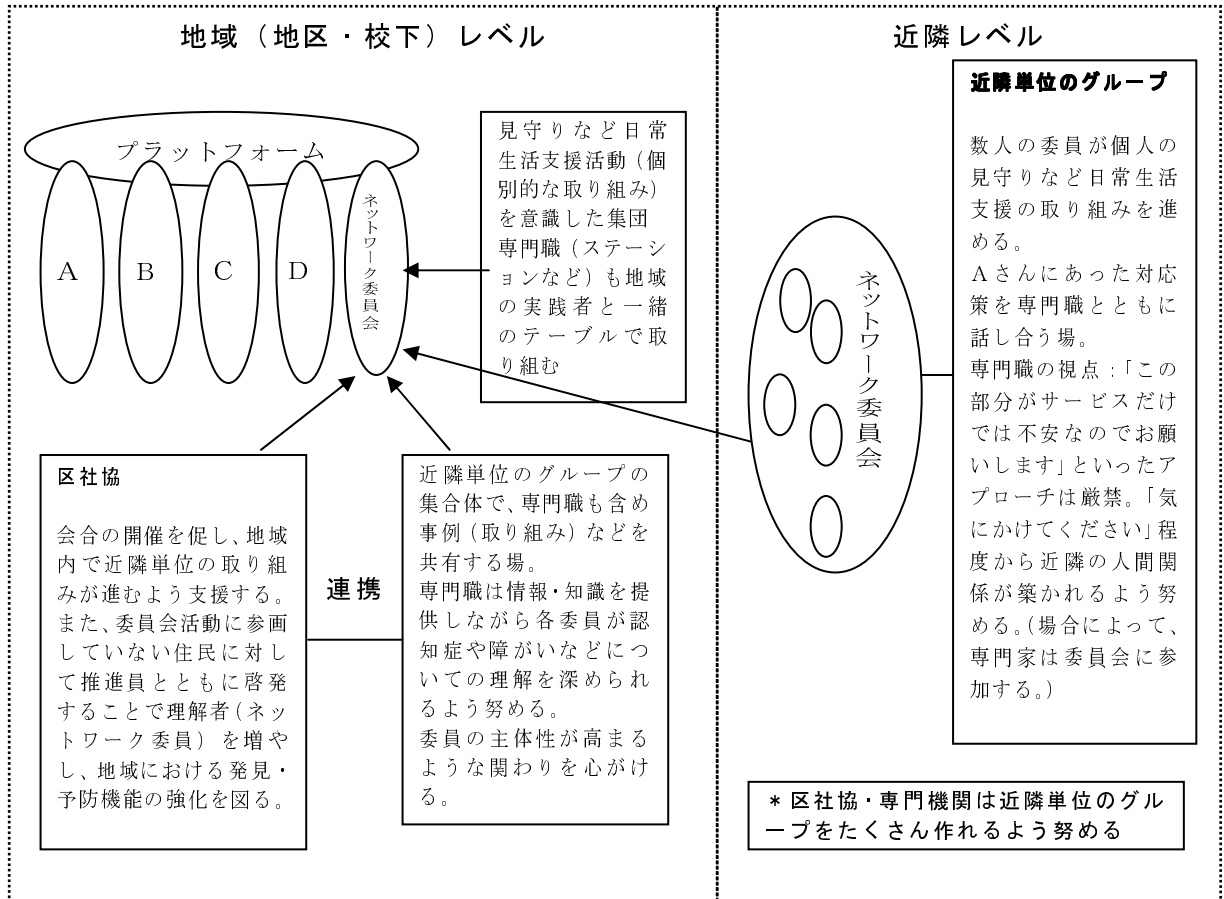 地域（地区・校下）レベル
プラットフォーム
A
B
C
D
ネットワーク委員会
見守りなど日常
生活支援活動（個
別的な取り組み）
を意識した集団
専門職（ステーシ
ョンなど）も地域
の実践者と一緒
のテーブルで取
り組む
区社協
会合の開催を促し、地域
内で近隣単位の取り組
みが進むよう支援する。
また、委員会活動に参画
していない住民に対し
て推進員とともに啓発
することで理解者（ネッ
トワーク委員）を増や
し、地域における発見・
予防機能の強化を図る。
連携
近隣単位のグループの
集合体で、専門職も含め
事例（取り組み）などを
共有する場。
専門職は情報・知識を提
供しながら各委員が認
知症や障がいなどにつ
いての理解を深められ
るよう努める。
委員の主体性が高まる
ような関わりを心がけ
る。
近隣レベル
ネットワーク委員会
近隣単位のグループ
数人の委員が個人の
見守りなど日常生活
支援の取り組みを進
める。
Ａさんにあった対応
策を専門職とともに
話し合う場。
専門職の視点：「この
部分がサービスだけ
では不安なのでお願
いします」といったア
プローチは厳禁。「気
にかけてください」程
度から近隣の人間関
係が築かれるよう努
める。（場合によって、
専門家は委員会に参
加する。）
＊区社協・専門機関は近隣単位のグル
ープをたくさん作れるよう努める